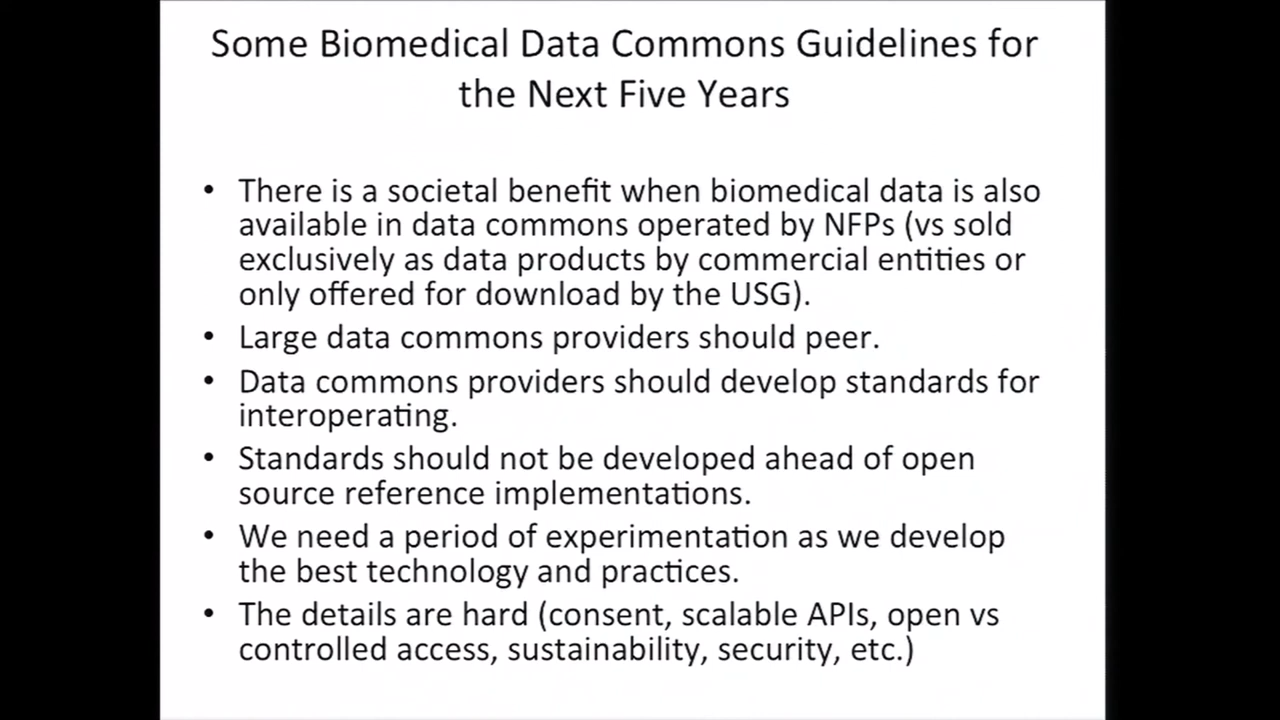 Some Biomedical Data Commons Guidelines for
the Next Five Years
• There is a societal benefit when biomedical data is also
available in data commons operated by NFPs (vs sold
exclusively as data products by commercial entities or
only offered for download by the USG).
• Large data commons providers should peer.
• Data commons providers should develop standards for
interoperating.
• Standards should not be developed ahead of open
source reference implementations.
• We need a period of experimentation as we develop
the best technology and practices.
• The details are hard (consent, scalable APIs, open vs
controlled access, sustainability, security, etc.)